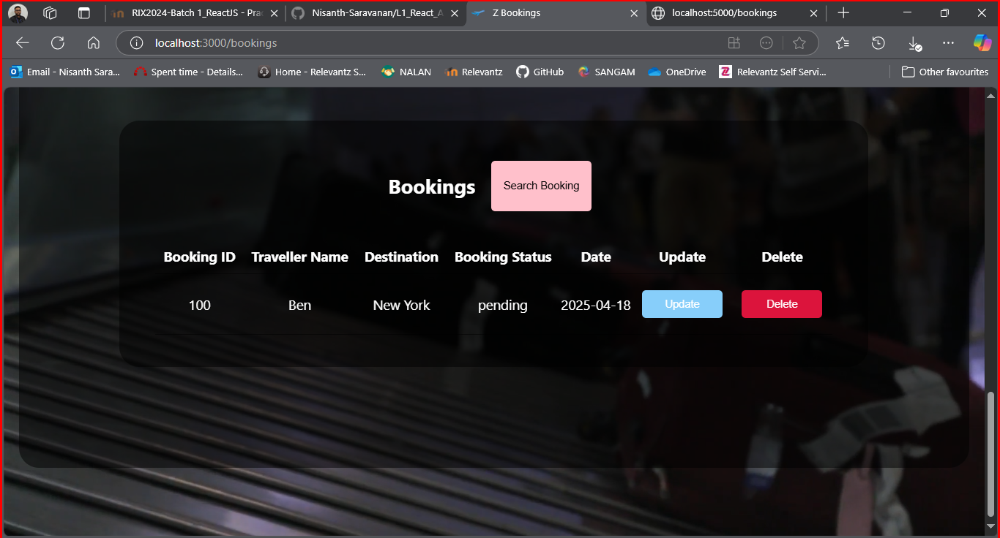 RIX2024-Batch 1_ReactJS - Pra
Nisanth-Saravanan/L1_React_A
Z Bookings
localhost:5000/bookings
localhost:3000/bookings
Email - Nisanth Sara...
Spent time - Details...
Home - Relevantz S...
NALAN
Relevantz
GitHub
SANGAM
OneDrive
Relevantz Self Servi...
Other favourites
Bookings
Search Booking
Booking ID Traveller Name Destination Booking Status Date Update Delete
100 Ben New York pending 2025-04-18 Update Delete